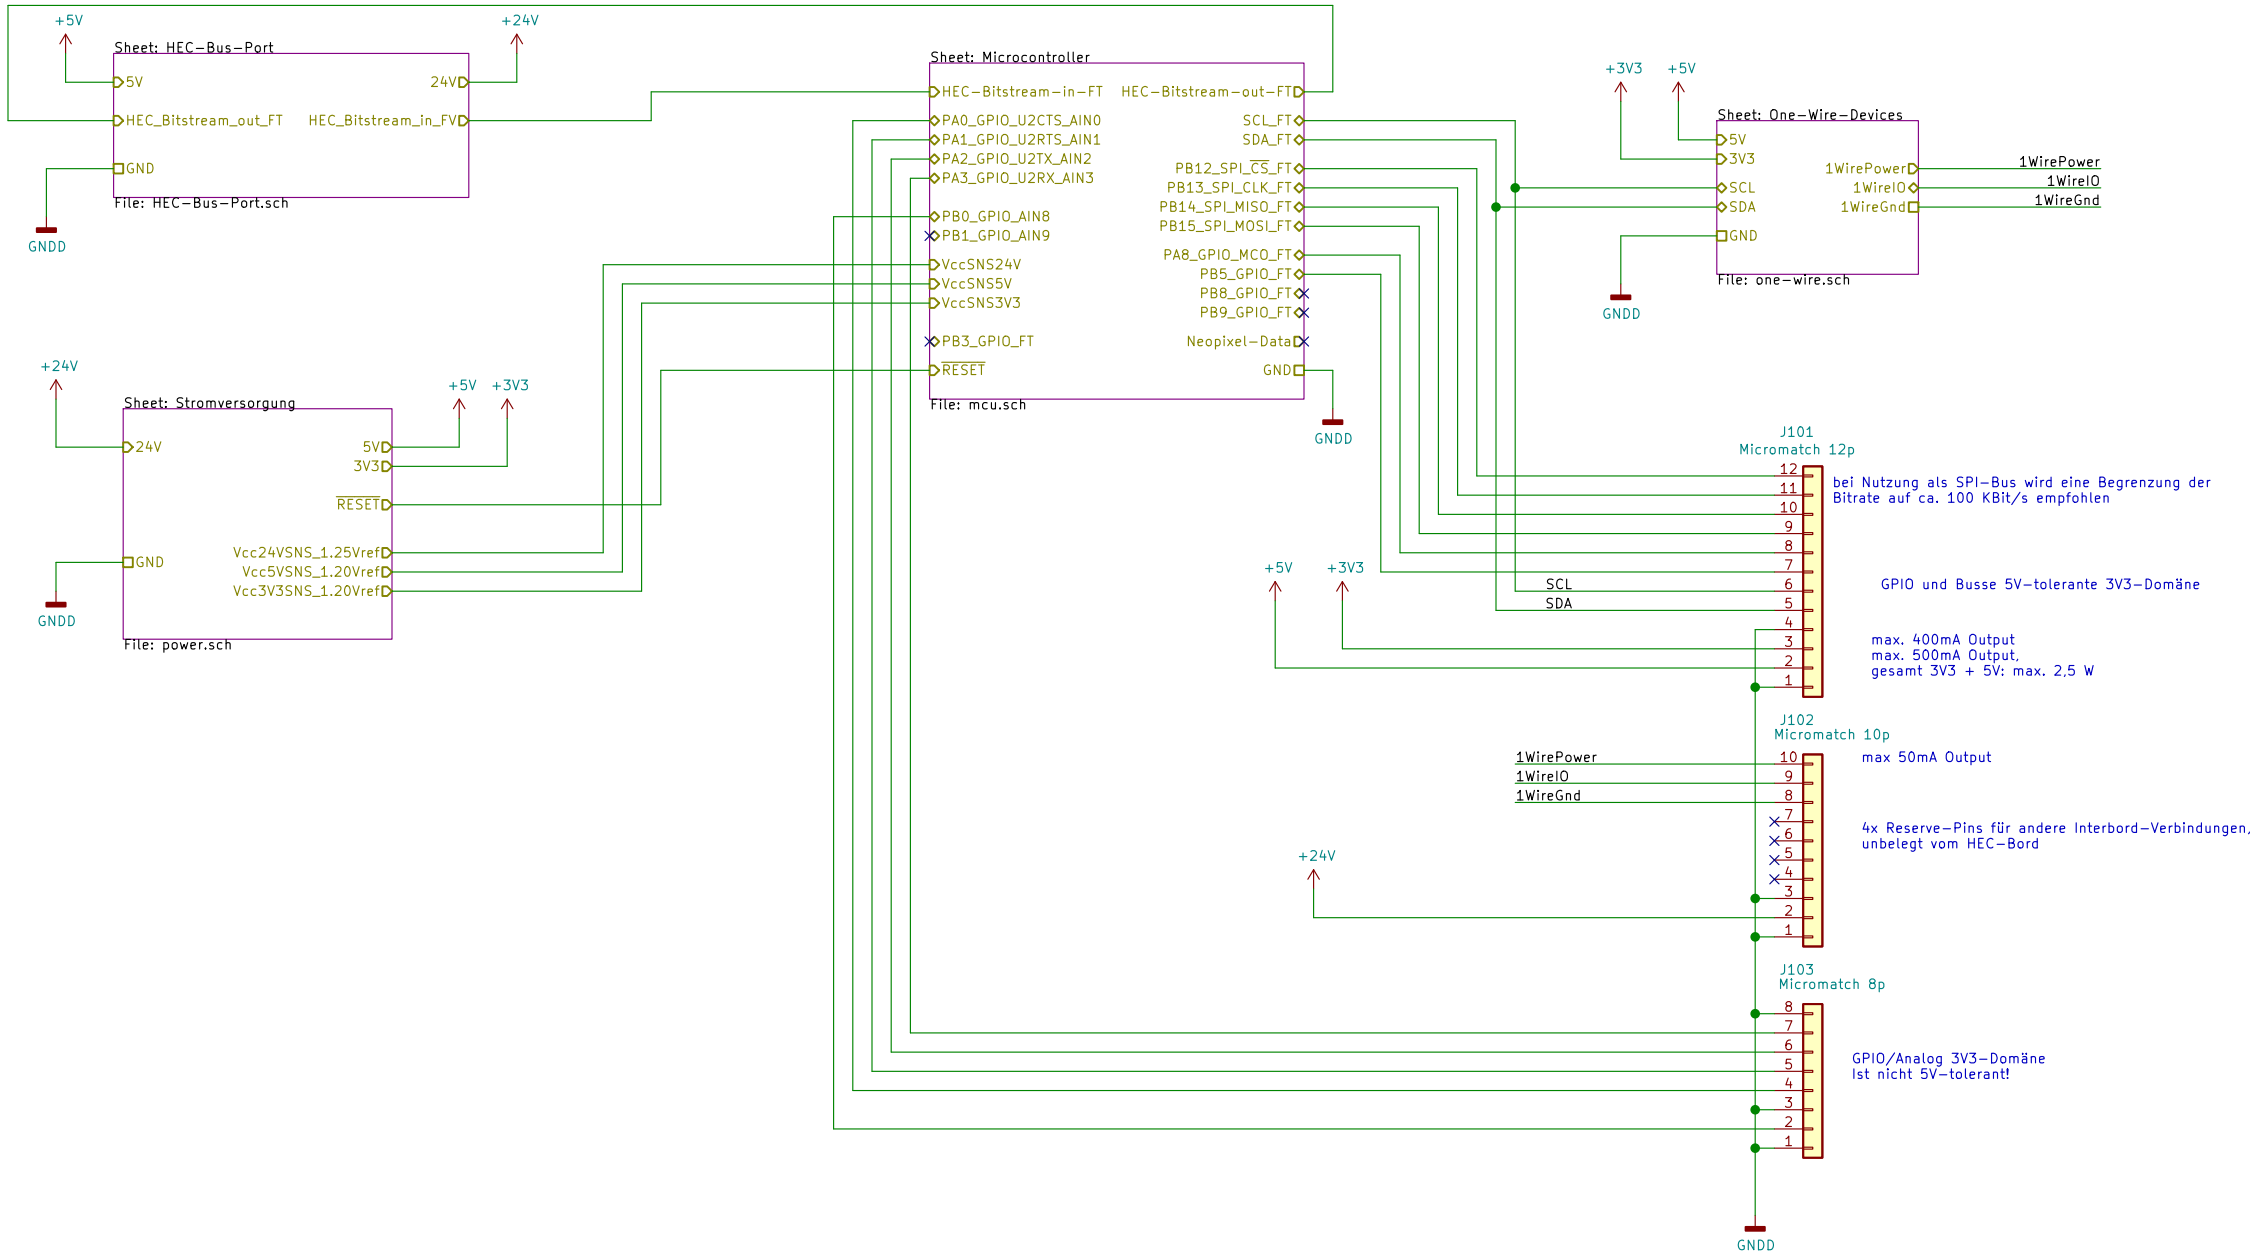 +5V
+24V
Sheet: HEC-Bus-Port
5V
24V
HEC_Bitstream_out_FT
HEC_Bitstream_in_FV
GND
File: HEC-Bus-Port.sch
GNDD
Sheet: Microcontroller
HEC-Bitstream-in-FT
HEC-Bitstream-out-FT
PA0_GPIO_U2CTS_AIN0
SCL_FT
PA1_GPIO_U2RTS_AIN1
SDA_FT
PA2_GPIO_U2TX_AIN2
PB12_SPI_CS_FT
PA3_GPIO_U2RX_AIN3
PB13_SPI_CLK_FT
PB14_SPI_MISO_FT
PB0_GPIO_AIN8
PB15_SPI_MOSI_FT
PB1_GPIO_AIN9
PA8_GPIO_MCO_FT
VccSNS24V
PB5_GPIO_FT
VccSNS5V
PB8_GPIO_FT
VccSNS3V3
PB9_GPIO_FT
PB3_GPIO_FT
Neopixel-Data
RESET
GND
File: mcu.sch
GNDD
+3V3
+5V
Sheet: One-Wire-Devices
5V
3V3
1WirePower
SCL
1WireIO
SDA
1WireGnd
GND
File: one-wire.sch
1WirePower
1WireIO
1WireGnd
GNDD
+24V
+5V
+3V3
Sheet: Stromversorgung
24V
5V
3V3
RESET
Vcc24VSNS_1.25Vref
GND
Vcc5VSNS_1.20Vref
Vcc3V3SNS_1.20Vref
File: power.sch
GNDD
J101
Micromatch 12p
12
11
10
9
8
7
6
5
4
3
2
1
bei Nutzung als SPI-Bus wird eine Begrenzung der
Bitrate auf ca. 100 KBit/s empfohlen
+5V
+3V3
SCL
SDA
GPIO und Busse 5V-tolerante 3V3-Domäne
max. 400mA Output
max. 500mA Output,
gesamt 3V3 + 5V: max. 2,5 W
J102
Micromatch 10p
1WirePower
1WireIO
1WireGnd
10
9
8
7
6
5
4
3
2
1
max 50mA Output
4x Reserve-Pins für andere Interbord-Verbindungen,
unbelegt vom HEC-Bord
+24V
J103
Micromatch 8p
8
7
6
5
4
3
2
1
GPIO/Analog 3V3-Domäne
Ist nicht 5V-tolerant!
GNDD